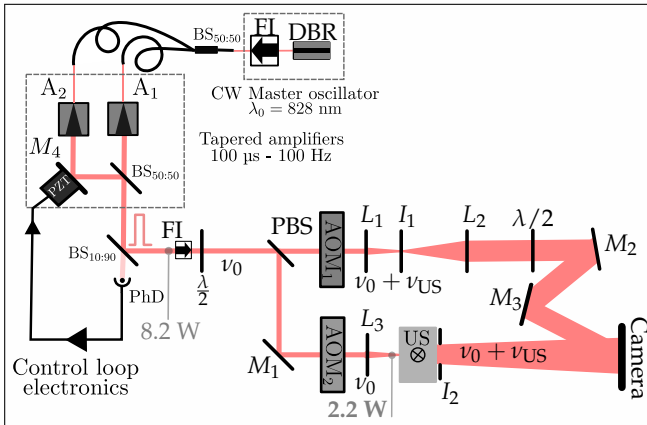 BS50:50
FI
DBR
A2
A1
CW Master oscillator
λ0 = 828 nm
Tapered amplifiers
100 µs - 100 Hz
M4
PZT
BS50:50
BS10:90
FI
PBS
AOM1
L1
I1
L2
λ/2
M2
λ/2
ν0
ν0 + νUS
M3
PhD
8.2 W
Control loop
electronics
M1
AOM2
L3
US
ν0
ν0 + νUS
I2
2.2 W
Camera